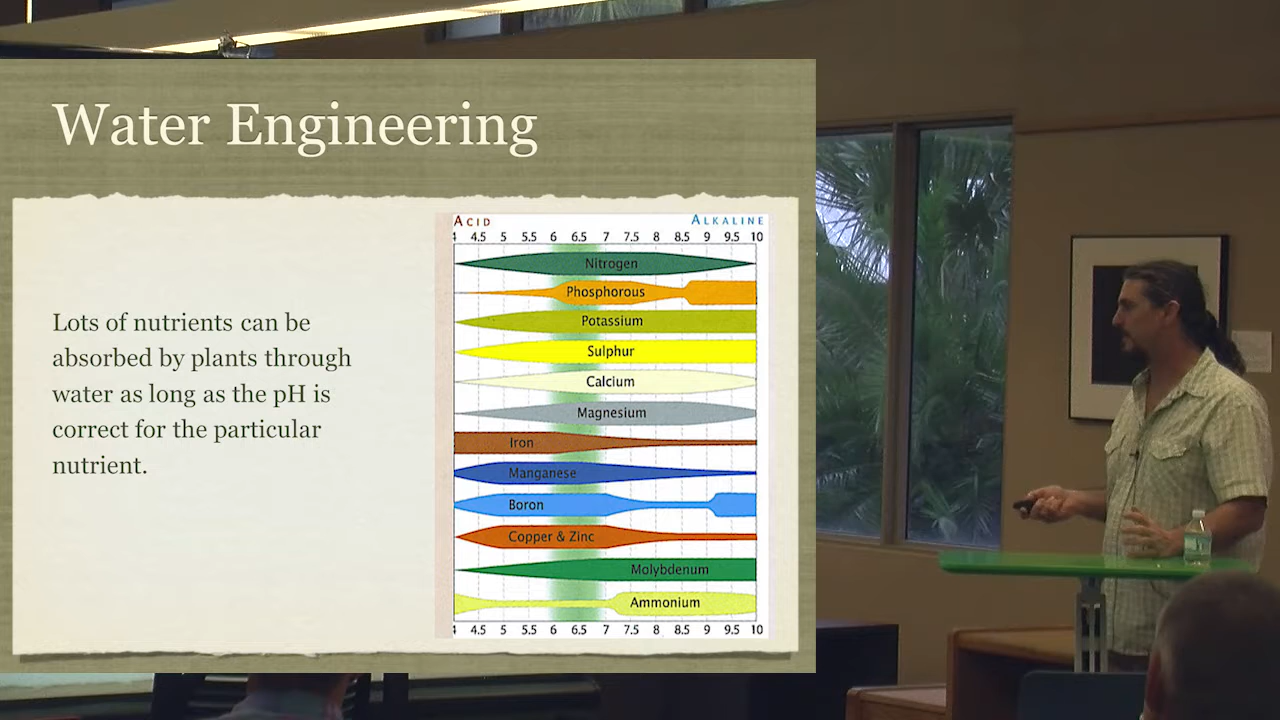 Water Engineering
Lots of nutrients can be
absorbed by plants through
water as long as the pH is
correct for the particular
nutrient.
ACID ALKALINE
4 4.5 5 5.5 6 6.5 7 7.5 8 8.5 9 9.5 10
Nitrogen
Phosphorous
Potassium
Sulphur
Calcium
Magnesium
Iron
Manganese
Boron
Copper & Zinc
Molybdenum
Ammonium
4 4.5 5 5.5 6 6.5 7 7.5 8 8.5 9 9.5 10